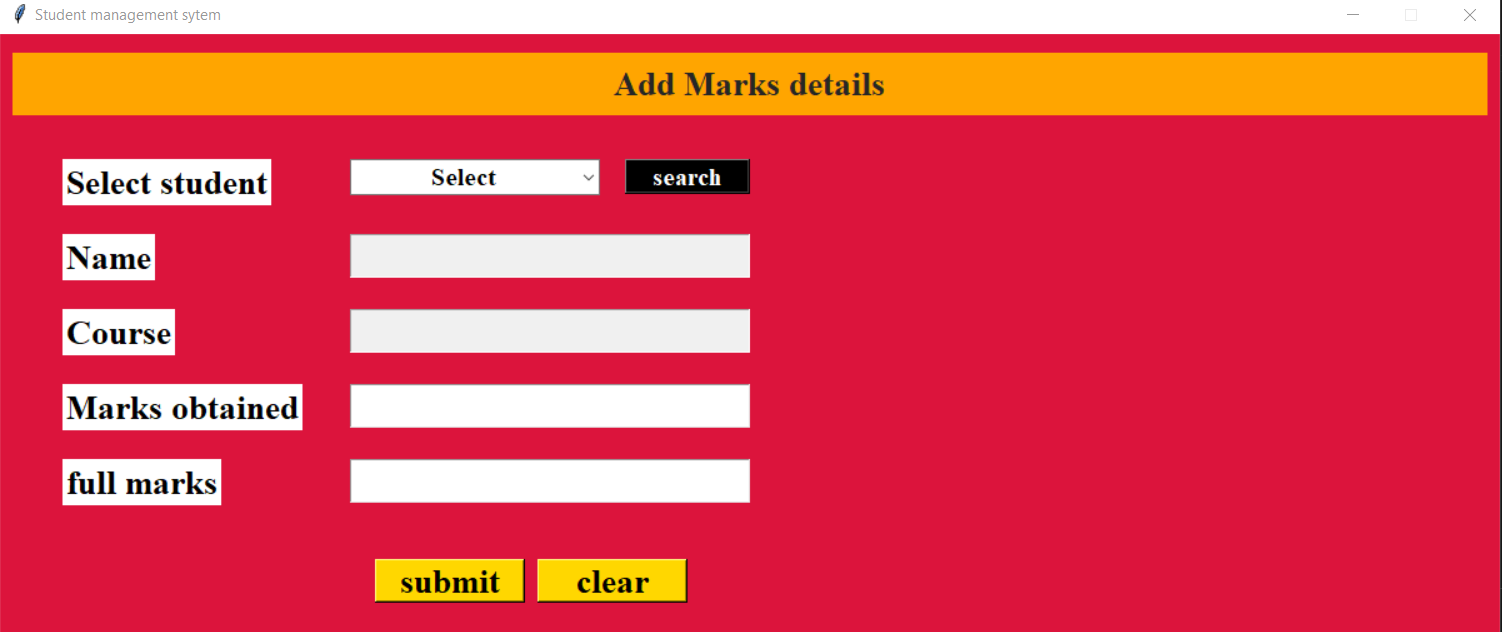 Student management sytem
Add Marks details
Select student
Select
search
Name
Course
Marks obtained
full marks
submit
clear